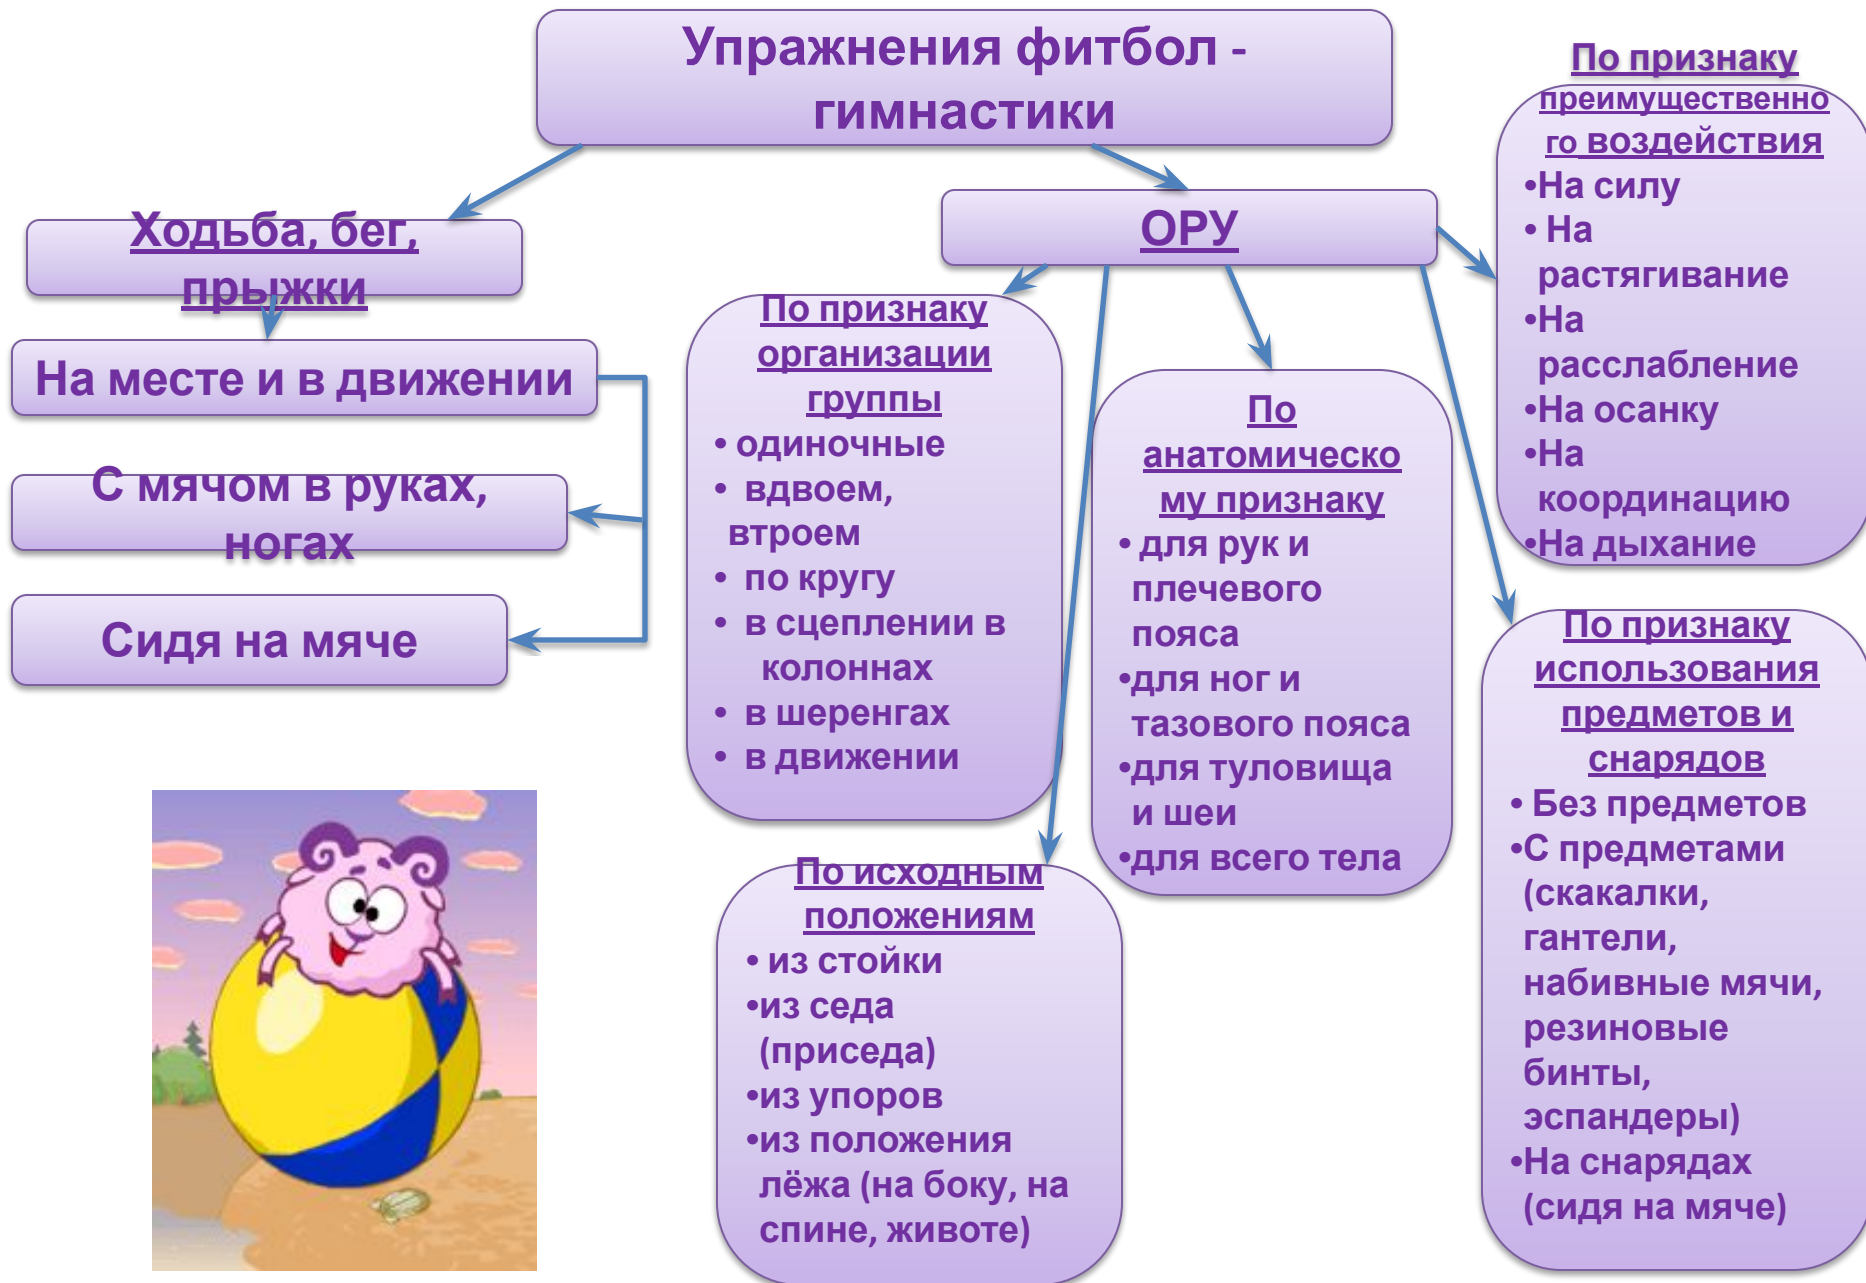 Упражнения фитбол -
гимнастики
Ходьба, бег,
прыжки
На месте и в движении
С мячом в руках,
ногах
Сидя на мяче
ОРУ
По признаку
организации
группы
• одиночные
• вдвоем,
втроем
• по кругу
• в сцеплении в
колоннах
• в шеренгах
• в движении
По исходным
положениям
• из стойки
•из седа
(приседа)
•из упоров
•из положения
лёжа (на боку, на
спине, животе)
По
анатомическо
му признаку
• для рук и
плечевого
пояса
•для ног и
тазового пояса
•для туловища
и шеи
•для всего тела
По признаку
преимущественно
го воздействия
•На силу
• На
растягивание
•На
расслабление
•На осанку
•На
координацию
•На дыхание
По признаку
использования
предметов и
снарядов
• Без предметов
•С предметами
(скакалки,
гантели,
набивные мячи,
резиновые
бинты,
эспандеры)
•На снарядах
(сидя на мяче)